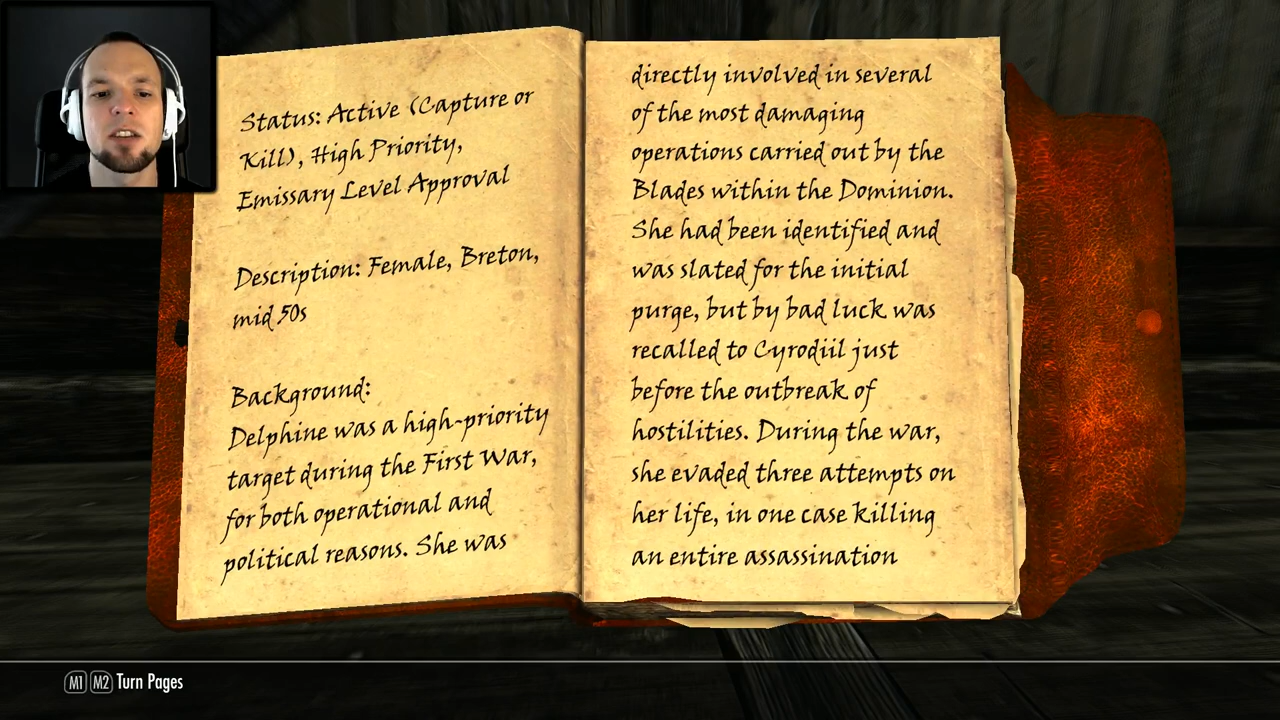 Status: Active (Capture or
Kill), High Priority,
Emissary Level Approval
Description: Female, Breton,
mid 50s
Background:
Delphine was a high-priority
target during the First War,
for both operational and
political reasons. She was
directly involved in several
of the most damaging
operations carried out by the
Blades within the Dominion.
She had been identified and
was slated for the initial
purge, but by bad luck was
recalled to Cyrodiil just
before the outbreak of
hostilities. During the war,
she evaded three attempts on
her life, in one case killing
an entire assassination
M1 M2 Turn Pages